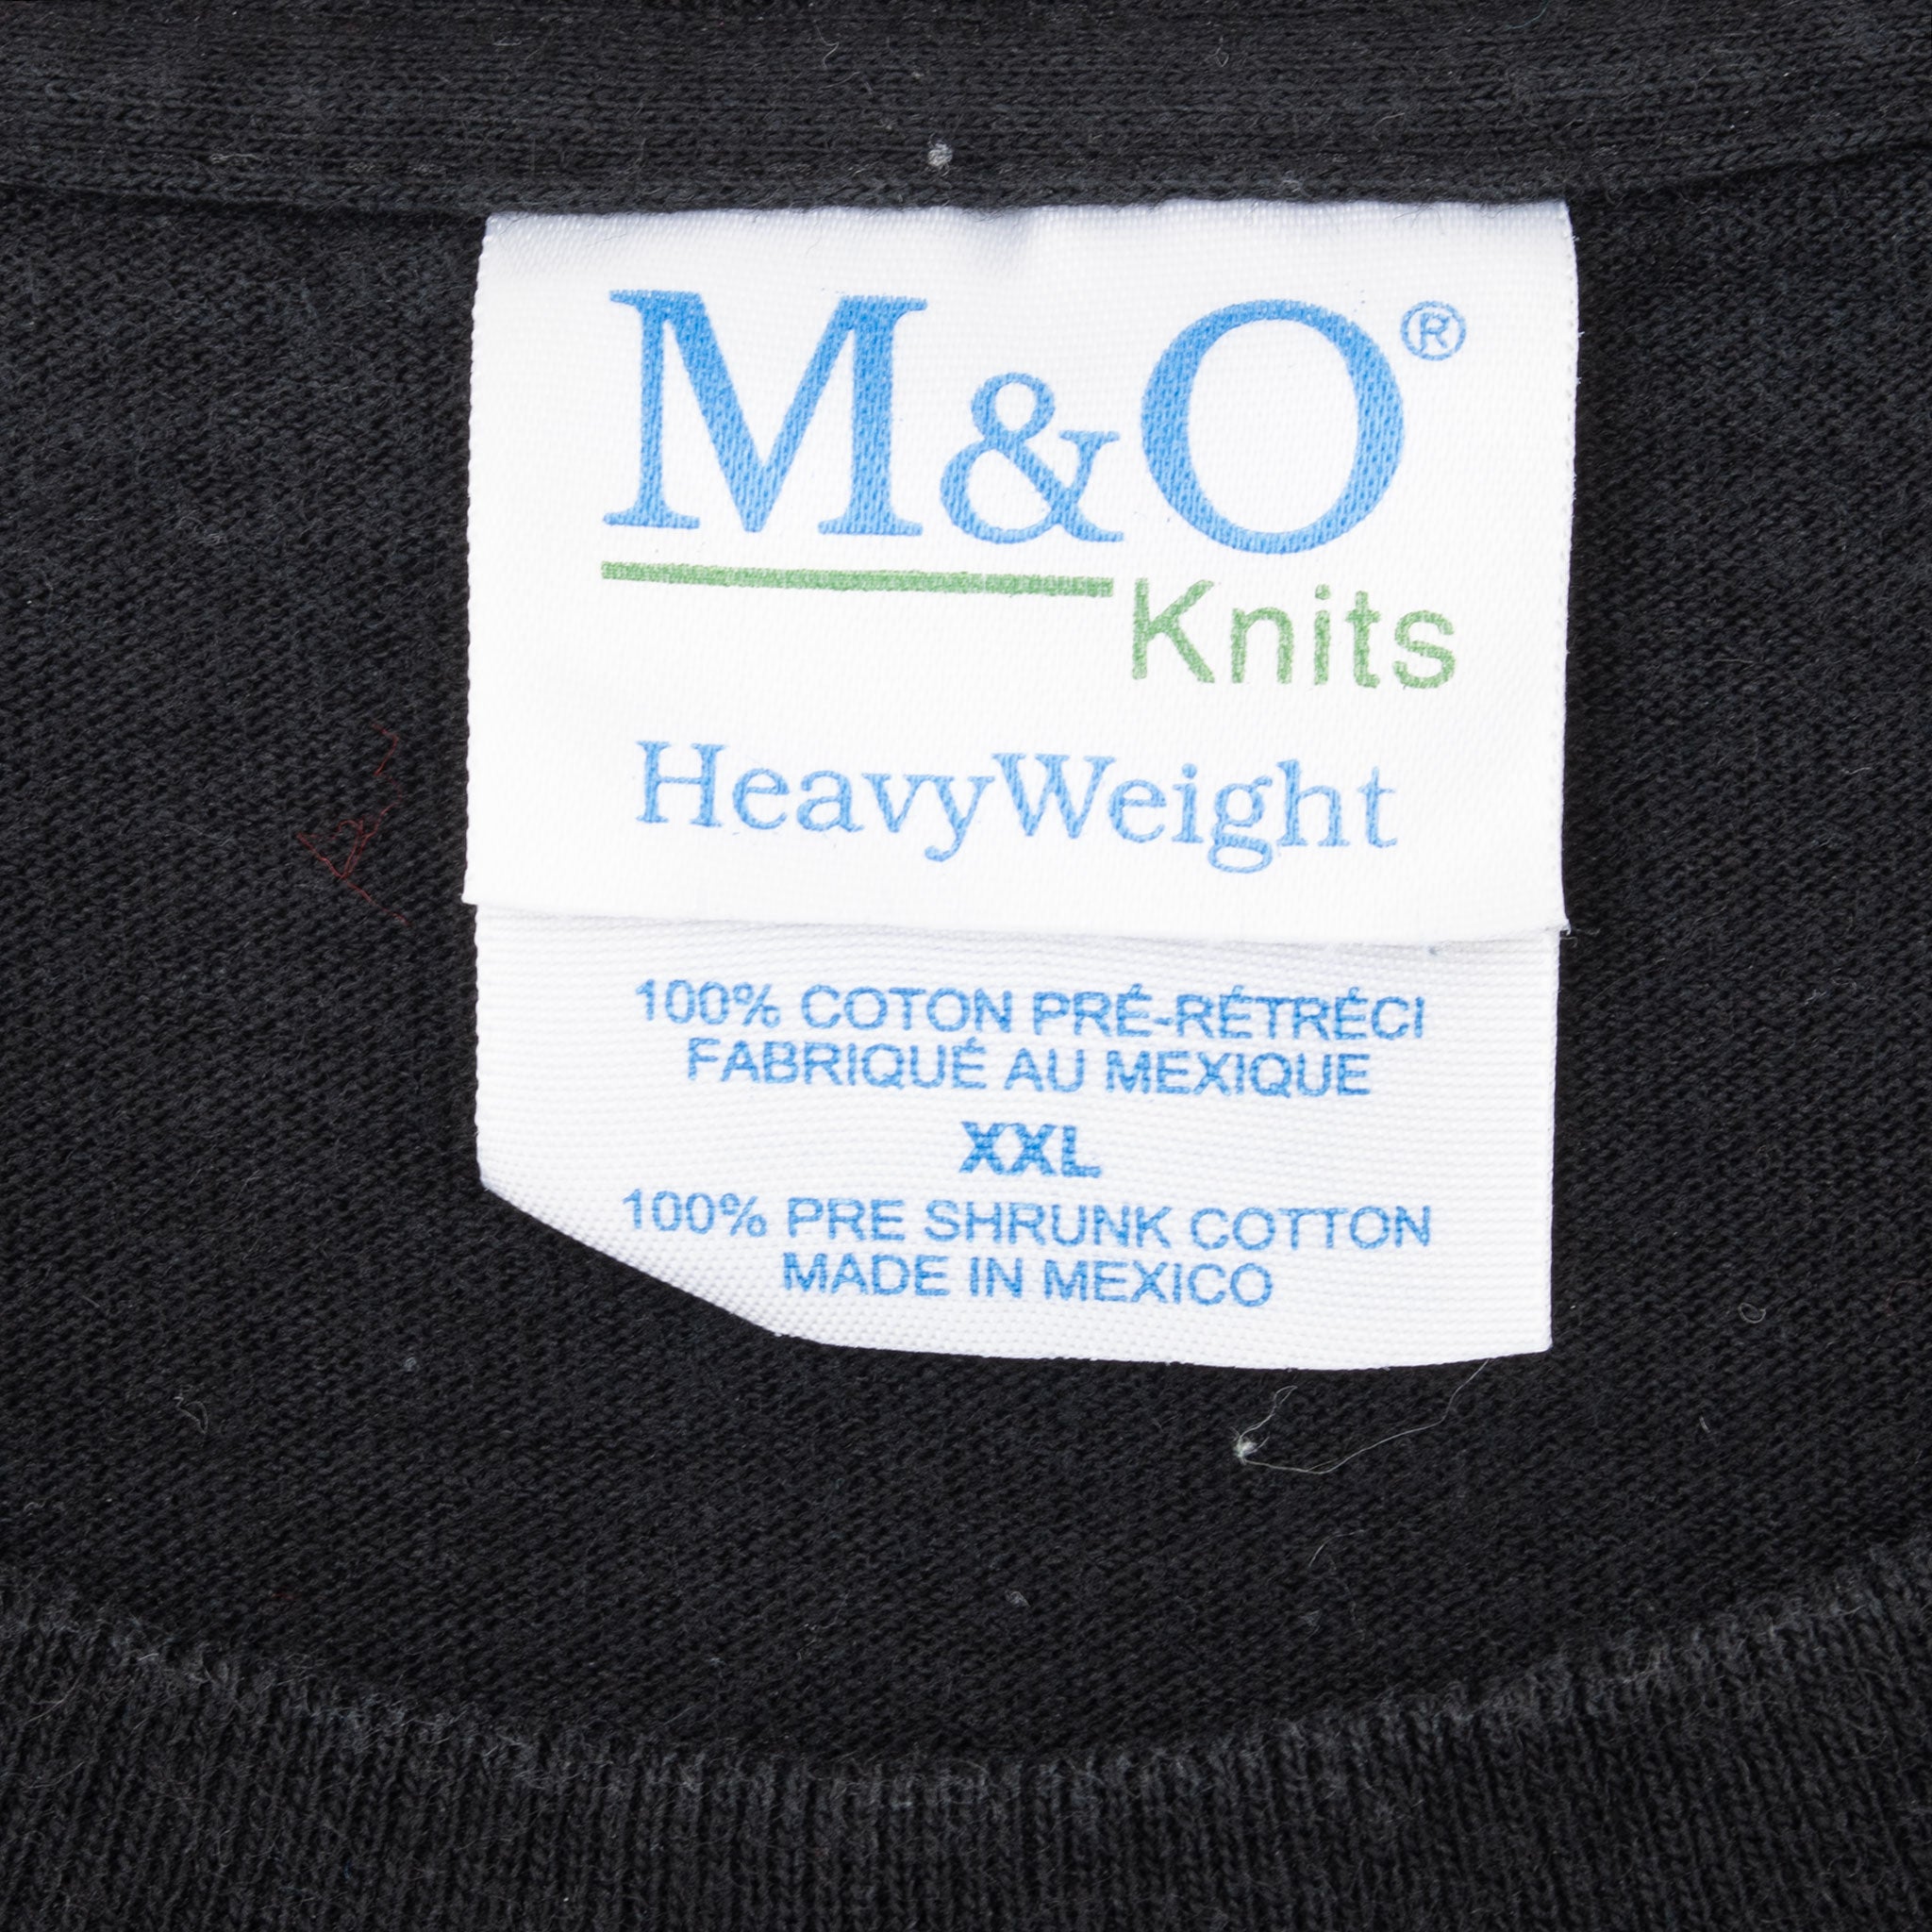 M&O®
Knits
HeavyWeight
100% COTON PRÉ-RÉTRÉCI
FABRIQUÉ AU MEXIQUE
XXL
100% PRE SHRUNK COTTON
MADE IN MEXICO